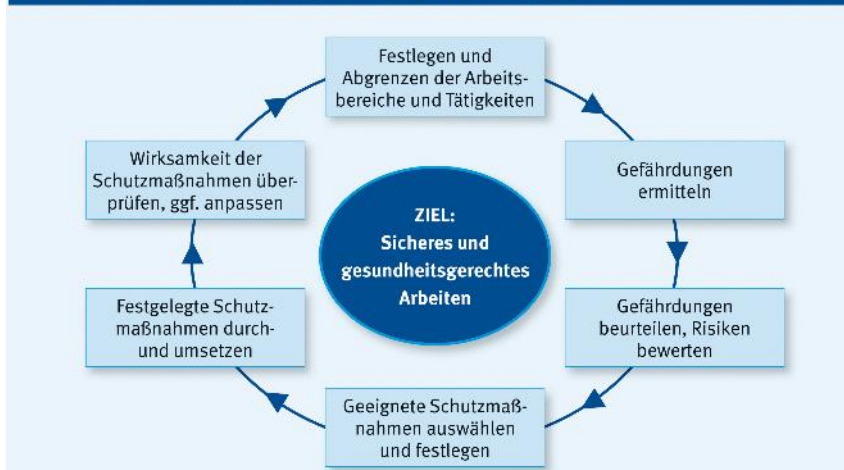 Festlegen und
Abgrenzen der Arbeits-
bereiche und Tätigkeiten
Gefährdungen
ermitteln
Gefährdungen
beurteilen, Risiken
bewerten
Geeignete Schutzmaß-
nahmen auswählen
und festlegen
Festgelegte Schutz-
maßnahmen durch-
und umsetzen
Wirksamkeit der
Schutzmaßnahmen über-
prüfen, ggf. anpassen
ZIEL:
Sicheres und
gesundheitsgerechtes
Arbeiten